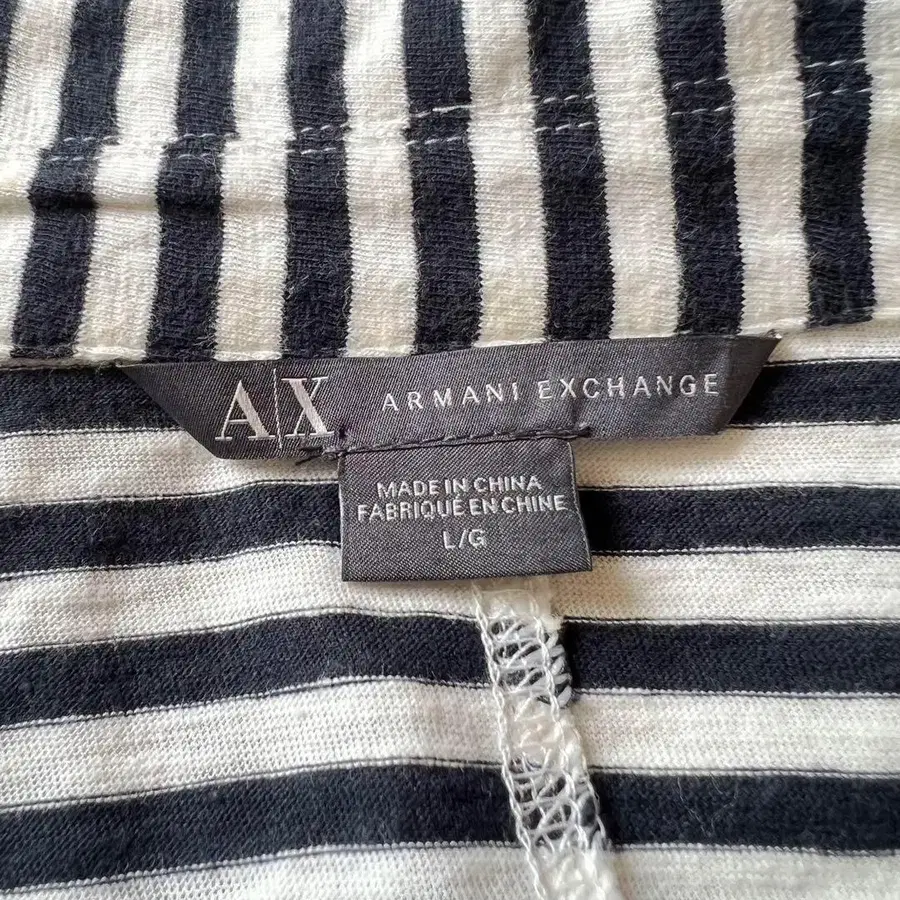 A|X ARMANI EXCHANGE
MADE IN CHINA
FABRIQUÉ EN CHINE
L/G